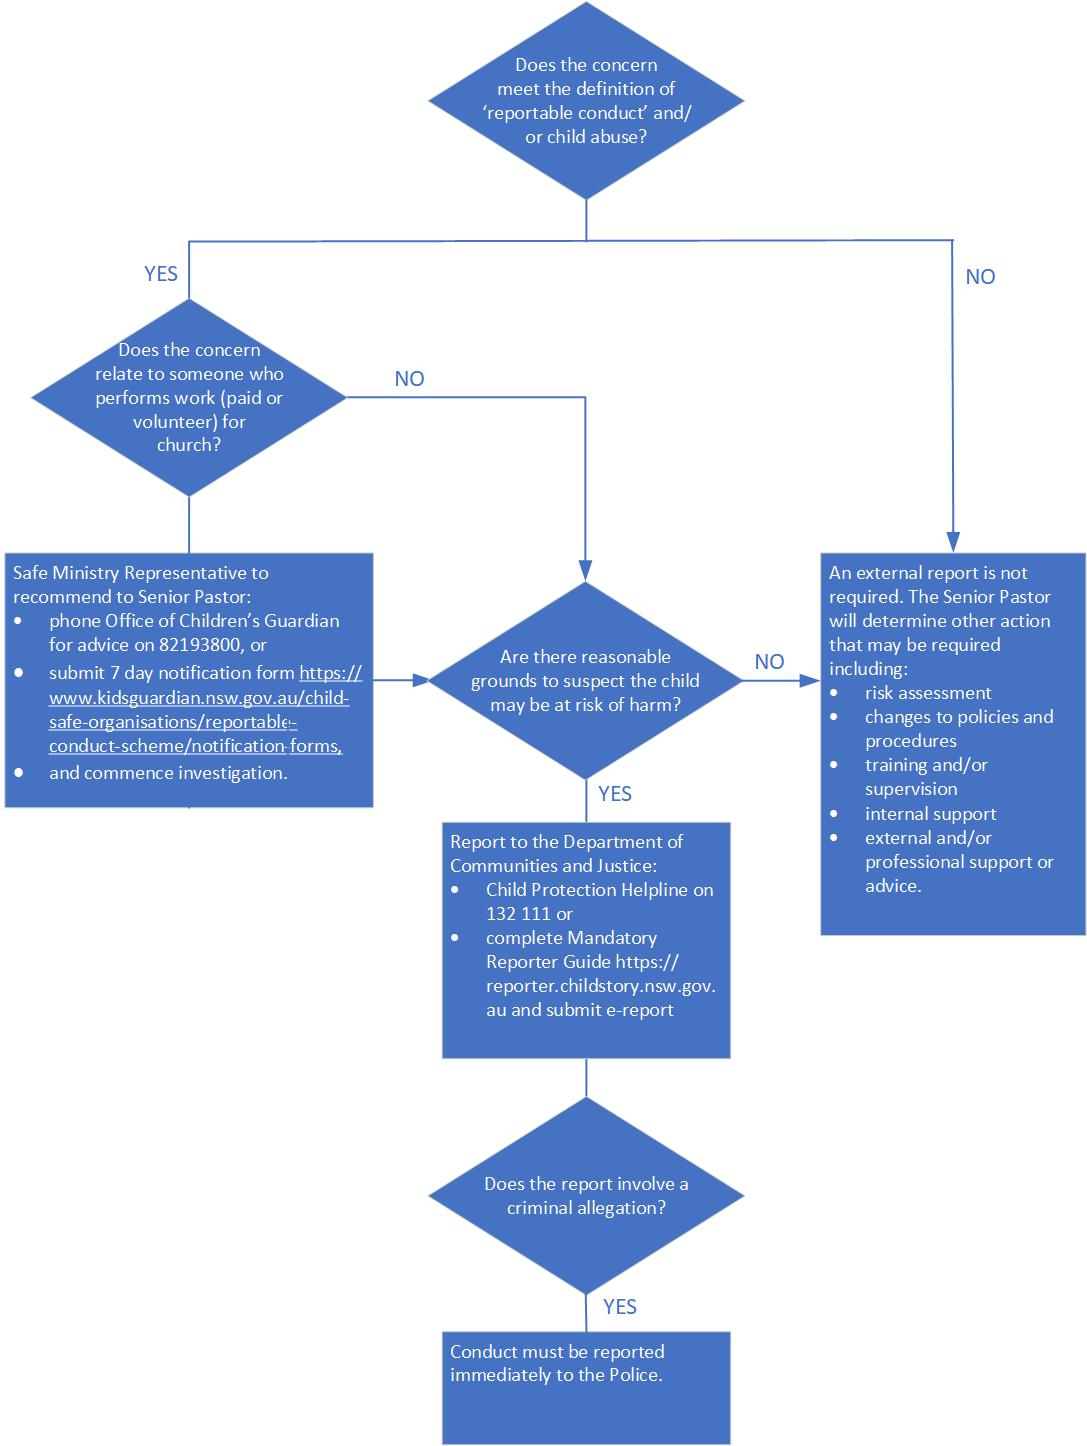 Does the concern
meet the definition of
‘reportable conduct’ and/
or child abuse?
YES
NO
Does the concern
relate to someone who
performs work (paid or
volunteer) for
church?
NO
Safe Ministry Representative to
recommend to Senior Pastor:
• phone Office of Children’s Guardian
for advice on 82193800, or
• submit 7 day notification form https://
www.kidsguardian.nsw.gov.au/child-
safe-organisations/reportable-
conduct-scheme/notification-forms,
• and commence investigation.
Are there reasonable
grounds to suspect the child
may be at risk of harm?
NO
An external report is not
required. The Senior Pastor
will determine other action
that may be required
including:
• risk assessment
• changes to policies and
procedures
• training and/or
supervision
• internal support
• external and/or
professional support or
advice.
YES
Report to the Department of
Communities and Justice:
• Child Protection Helpline on
132 111 or
• complete Mandatory
Reporter Guide https://
reporter.childstory.nsw.gov.
au and submit e-report
Does the report involve a
criminal allegation?
YES
Conduct must be reported
immediately to the Police.